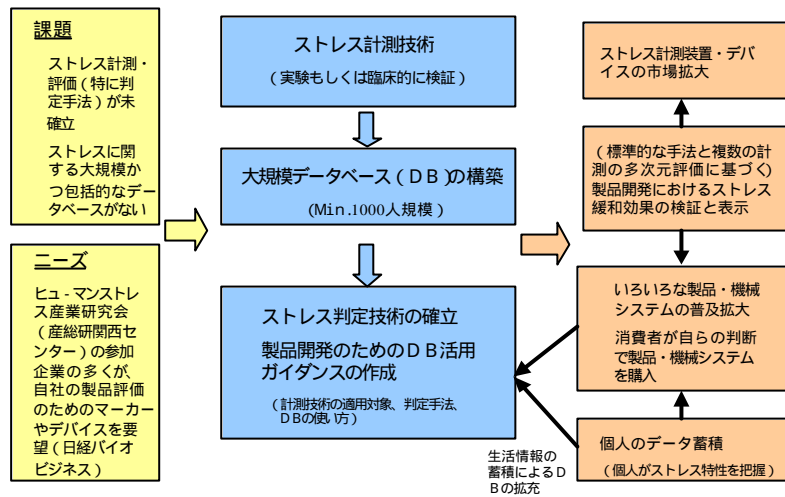 課題
ストレス計測・
評価(特に判
定手法)が未
確立
ストレスに関
する大規模か
つ包括的なデー
タベースがない
ニーズ
ヒュ-マンストレ
ス産業研究会
(産総研関西セ
ンター)の参加
企業の多くが、
自社の製品評価
のためのマーカー
やデバイスを要
望(日経バイオ
ビジネス)
ストレス計測技術
(実験もしくは臨床的に検証)
大規模データベース(DB)の構築
(Min.1000人規模)
ストレス判定技術の確立
製品開発のためのDB活用
ガイダンスの作成
(計測技術の適用対象、判定手法、
DBの使い方)
ストレス計測装置・デバ
イスの市場拡大
(標準的な手法と複数の計
測の多次元評価に基づく)
製品開発におけるストレス
緩和効果の検証と表示
いろいろな製品・機械
システムの普及拡大
消費者が自らの判断
で製品・機械システム
を購入
個人のデータ蓄積
(個人がストレス特性を把握)
生活情報の
蓄積によるD
Bの拡充